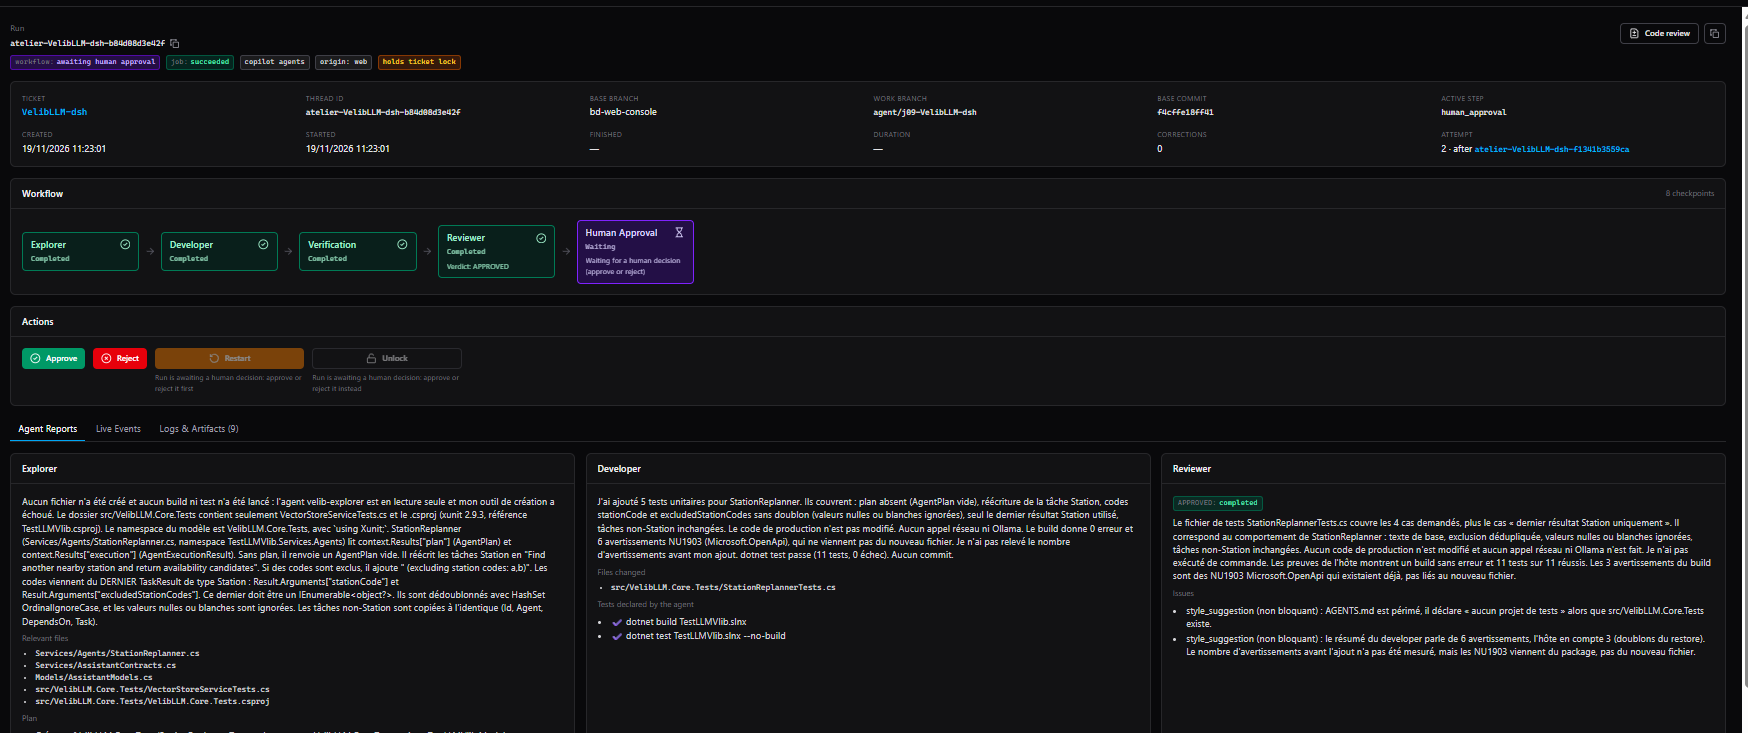 Run
atelier-VelibLLM-dsh-b84d08d3e42f
workflow: awaiting human approval
job: succeeded
copilot agents
origin: web
holds ticket lock
Code review
TICKET
VelibLLM-dsh
THREAD ID
atelier-VelibLLM-dsh-b84d08d3e42f
BASE BRANCH
bd-web-console
WORK BRANCH
agent/j09-VelibLLM-dsh
BASE COMMIT
f4cffe18ff41
ACTIVE STEP
human_approval
CREATED
19/11/2026 11:23:01
STARTED
19/11/2026 11:23:01
FINISHED
—
DURATION
—
CORRECTIONS
0
ATTEMPT
2 · after atelier-VelibLLM-dsh-f1341b3559ca
Workflow
8 checkpoints
Explorer
Completed
Developer
Completed
Verification
Completed
Reviewer
Completed
Verdict: APPROVED
Human Approval
Waiting
Waiting for a human decision
(approve or reject)
Actions
Approve
Reject
Restart
Run is awaiting a human decision: approve or
reject it first
Unlock
Run is awaiting a human decision: approve or
reject it instead
Agent Reports
Live Events
Logs & Artifacts (9)
Explorer
Aucun fichier n'a été créé et aucun build ni test n'a été lancé : l'agent velib-explorer est en lecture seule et mon outil de création a
échoué. Le dossier src/VelibLLM.Core.Tests contient seulement VectorStoreServiceTests.cs et le .csproj (xunit 2.9.3, référence
TestLLMVlib.csproj). Le namespace du modèle est VelibLLM.Core.Tests, avec `using Xunit;`. StationReplanner
(Services/Agents/StationReplanner.cs, namespace TestLLMVlib.Services.Agents) lit context.Results["plan"] (AgentPlan) et
context.Results["execution"] (AgentExecutionResult). Sans plan, il renvoie un AgentPlan vide. Il réécrit les tâches Station en "Find
another nearby station and return availability candidates". Si des codes sont exclus, il ajoute " (excluding station codes: a,b)". Les
codes viennent du DERNIER TaskResult de type Station : Result.Arguments["stationCode"] et
Result.Arguments["excludedStationCodes"]. Ce dernier doit être un IEnumerable<object?>. Ils sont dédoublonnés avec HashSet
OrdinalIgnoreCase, et les valeurs nulles ou blanches sont ignorées. Les tâches non-Station sont copiées à l'identique (Id, Agent,
DependsOn, Task).
Relevant files
• Services/Agents/StationReplanner.cs
• Services/AssistantContracts.cs
• Models/AssistantModels.cs
• src/VelibLLM.Core.Tests/VectorStoreServiceTests.cs
• src/VelibLLM.Core.Tests/VelibLLM.Core.Tests.csproj
Plan
Developer
J'ai ajouté 5 tests unitaires pour StationReplanner. Ils couvrent : plan absent (AgentPlan vide), réécriture de la tâche Station, codes
stationCode et excludedStationCodes sans doublon (valeurs nulles ou blanches ignorées), seul le dernier résultat Station utilisé,
tâches non-Station inchangées. Le code de production n'est pas modifié. Aucun appel réseau ni Ollama. Le build donne 0 erreur et
6 avertissements NU1903 (Microsoft.OpenApi), qui ne viennent pas du nouveau fichier. Je n'ai pas relevé le nombre
d'avertissements avant mon ajout. dotnet test passe (11 tests, 0 échec). Aucun commit.
Files changed
• src/VelibLLM.Core.Tests/StationReplannerTests.cs
Tests declared by the agent
• dotnet build TestLLMVlib.slnx
• dotnet test TestLLMVlib.slnx --no-build
Reviewer
APPROVED: completed
Le fichier de tests StationReplannerTests.cs couvre les 4 cas demandés, plus le cas « dernier résultat Station uniquement ». Il
correspond au comportement de StationReplanner : texte de base, exclusion dédupliquée, valeurs nulles ou blanches ignorées,
tâches non-Station inchangées. Aucun code de production n'est modifié et aucun appel réseau ni Ollama n'est fait. Je n'ai pas
exécuté de commande. Les preuves de l'hôte montrent un build sans erreur et 11 tests sur 11 réussis. Les 3 avertissements du build
sont des NU1903 Microsoft.OpenApi qui existaient déjà, pas liés au nouveau fichier.
Issues
• style_suggestion (non bloquant) : AGENTS.md est périmé, il déclare « aucun projet de tests » alors que src/VelibLLM.Core.Tests
existe.
• style_suggestion (non bloquant) : le résumé du developer parle de 6 avertissements, l'hôte en compte 3 (doublons du restore).
Le nombre d'avertissements avant l'ajout n'a pas été mesuré, mais les NU1903 viennent du package, pas du nouveau fichier.